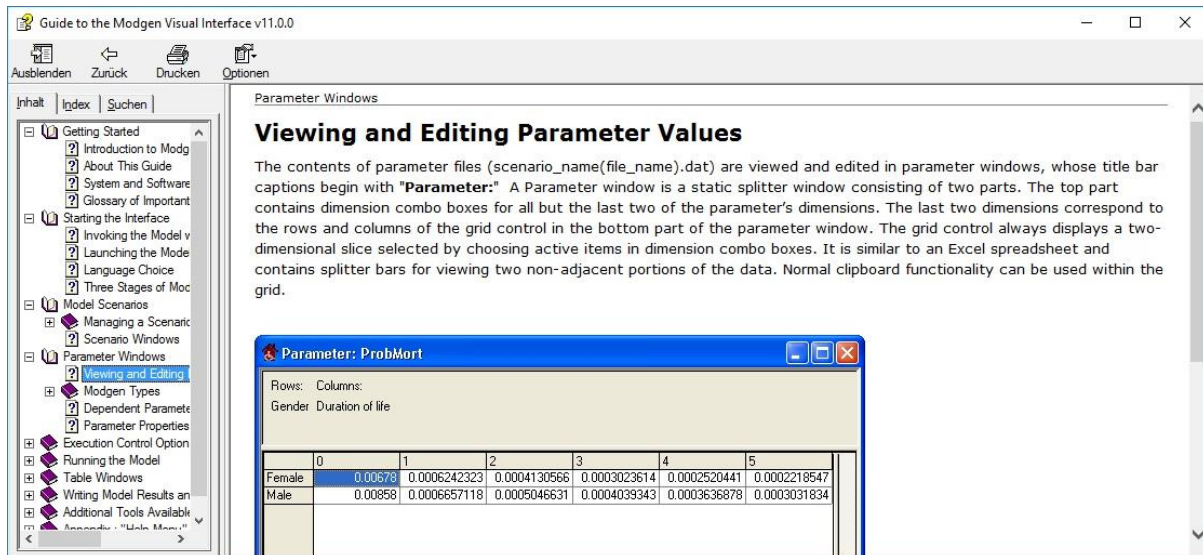 Guide to the Modgen Visual Interface v11.0.0
Ausblenden Zurück Drucken Optionen
Inhalt Index Suchen
Getting Started
Introduction to Modg
About This Guide
System and Software
Glossary of Important
Starting the Interface
Invoking the Model v
Launching the Mode
Language Choice
Three Stages of Moc
Model Scenarios
Managing a Scenaric
Scenario Windows
Parameter Windows
Viewing and Editing
Modgen Types
Dependent Paramete
Parameter Properties
Execution Control Option
Running the Model
Table Windows
Writing Model Results an
Additional Tools Available
Appendix : "Help Menu"
Parameter Windows
Viewing and Editing Parameter Values
The contents of parameter files (scenario_name(file_name).dat) are viewed and edited in parameter windows, whose title bar
captions begin with "Parameter:" A Parameter window is a static splitter window consisting of two parts. The top part
contains dimension combo boxes for all but the last two of the parameter's dimensions. The last two dimensions correspond to
the rows and columns of the grid control in the bottom part of the parameter window. The grid control always displays a two-
dimensional slice selected by choosing active items in dimension combo boxes. It is similar to an Excel spreadsheet and
contains splitter bars for viewing two non-adjacent portions of the data. Normal clipboard functionality can be used within the
grid.
Parameter: ProbMort
Rows: Columns:
Gender Duration of life
0 1 2 3 4 5
Female 0.00678 0.0006242323 0.0004130566 0.0003023614 0.0002520441 0.0002218547
Male 0.00858 0.0006657118 0.0005046631 0.0004039343 0.0003636878 0.0003031834